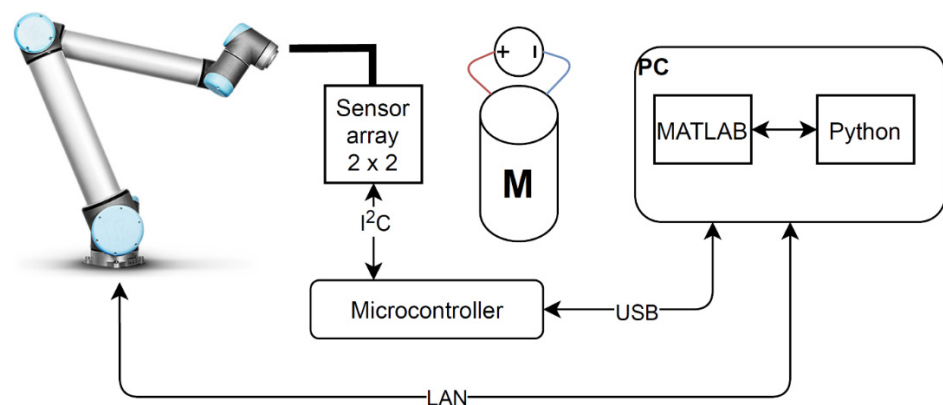 + I
PC
Sensor
array
2 x 2
MATLAB
Python
M
I²C
Microcontroller
USB
LAN